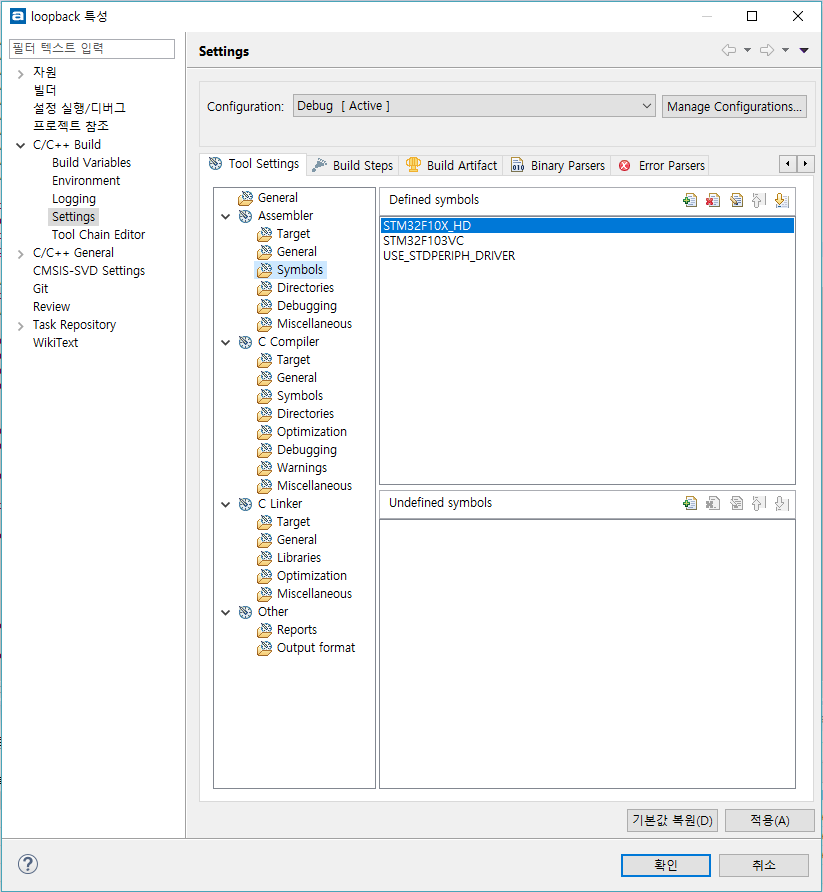 loopback 특성
필터 텍스트 입력
자원
빌더
설정 실행/디버그
프로젝트 참조
C/C++ Build
Build Variables
Environment
Logging
Settings
Tool Chain Editor
C/C++ General
CMSIS-SVD Settings
Git
Review
Task Repository
WikiText
Settings
Configuration: Debug [ Active ] Manage Configurations...
Tool Settings Build Steps Build Artifact Binary Parsers Error Parsers
General
Assembler
Target
General
Symbols
Directories
Debugging
Miscellaneous
C Compiler
Target
General
Symbols
Directories
Optimization
Debugging
Warnings
Miscellaneous
C Linker
Target
General
Libraries
Optimization
Miscellaneous
Other
Reports
Output format
Defined symbols
STM32F10X_HD
STM32F103VC
USE_STDPERIPH_DRIVER
Undefined symbols
기본값 복원(D) 적용(A)
확인 취소